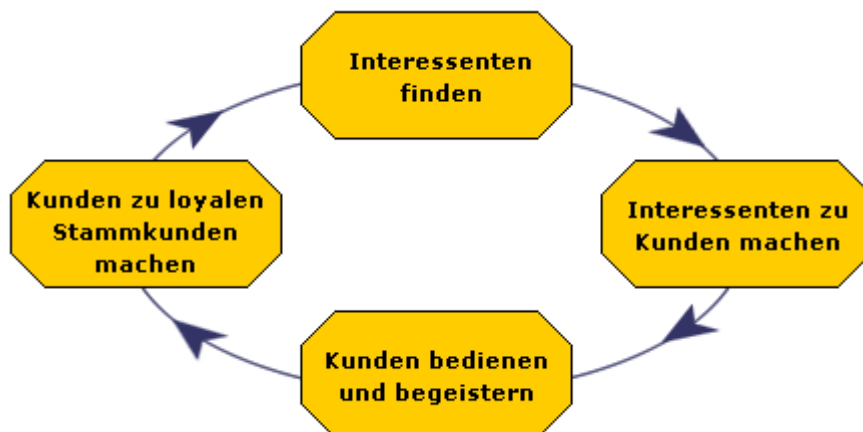 Interessenten
finden
Interessenten zu
Kunden machen
Kunden bedienen
und begeistern
Kunden zu loyalen
Stammkunden
machen